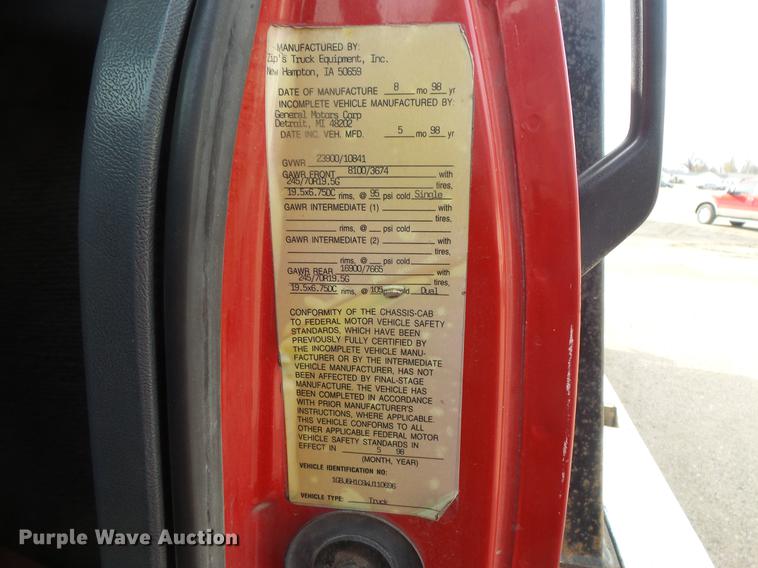 MANUFACTURED BY:
Zip's Truck Equipment, Inc.
New Hampton, IA 50659
DATE OF MANUFACTURE 8 mo 98 yr
INCOMPLETE VEHICLE MANUFACTURED BY:
General Motors Corp
Detroit, MI 48202
DATE INC. VEH. MFD. 5 mo 98 yr
GVWR 23900/10841
GAWR FRONT 8100/3674 with
245/70R19.5G tires,
19.5x6.75DC rims, @ 95 psi cold Single
GAWR INTERMEDIATE (1) with
tires,
rims, @ psi cold
GAWR INTERMEDIATE (2) with
tires,
rims, @ psi cold
GAWR REAR 16900/7665 with
245/70R19.5G tires,
19.5x6.75DC rims, @ 105 psi cold Dual
CONFORMITY OF THE CHASSIS-CAB
TO FEDERAL MOTOR VEHICLE SAFETY
STANDARDS, WHICH HAVE BEEN
PREVIOUSLY FULLY CERTIFIED BY
THE INCOMPLETE VEHICLE MANU-
FACTURER OR BY THE INTERMEDIATE
VEHICLE MANUFACTURER, HAS NOT
BEEN AFFECTED BY FINAL-STAGE
MANUFACTURE. THE VEHICLE HAS
BEEN COMPLETED IN ACCORDANCE
WITH PRIOR MANUFACTURER'S
INSTRUCTIONS, WHERE APPLICABLE.
THIS VEHICLE CONFORMS TO ALL
OTHER APPLICABLE FEDERAL MOTOR
VEHICLE SAFETY STANDARDS IN
EFFECT IN 5 98
(MONTH, YEAR)
VEHICLE IDENTIFICATION NO:
1GBJ6H1C9WJ110696
VEHICLE TYPE: Truck
Purple Wave Auction